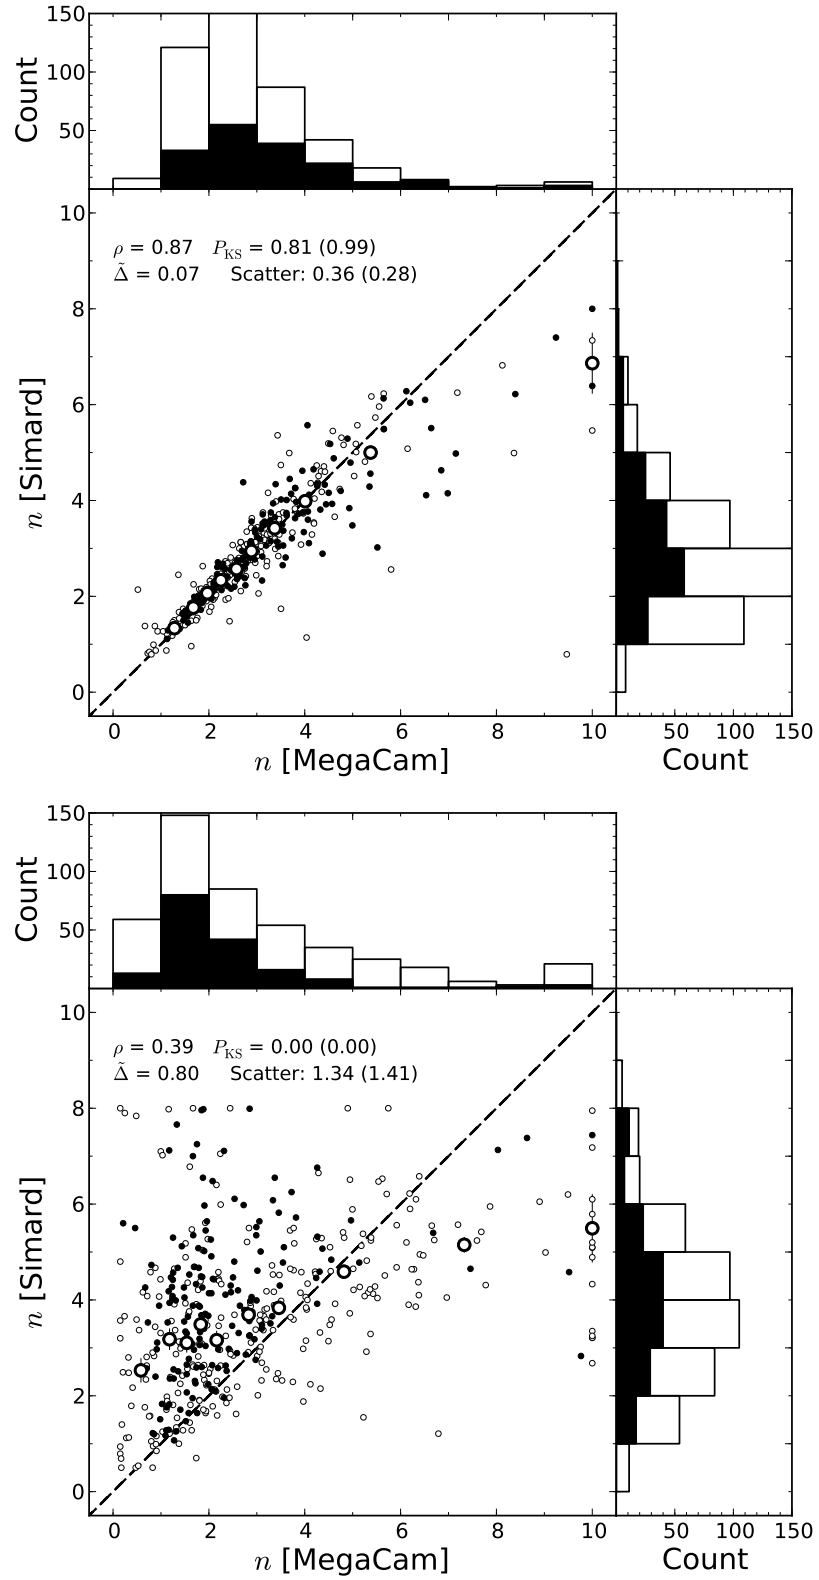 150
100
50
Count
10
8
6
4
2
0
n [Simard]
ρ = 0.87 P_KS = 0.81 (0.99)
Δ̃ = 0.07 Scatter: 0.36 (0.28)
0 2 4 6 8 10
n [MegaCam]
50 100 150
Count
150
100
50
Count
10
8
6
4
2
0
n [Simard]
ρ = 0.39 P_KS = 0.00 (0.00)
Δ̃ = 0.80 Scatter: 1.34 (1.41)
0 2 4 6 8 10
n [MegaCam]
50 100 150
Count